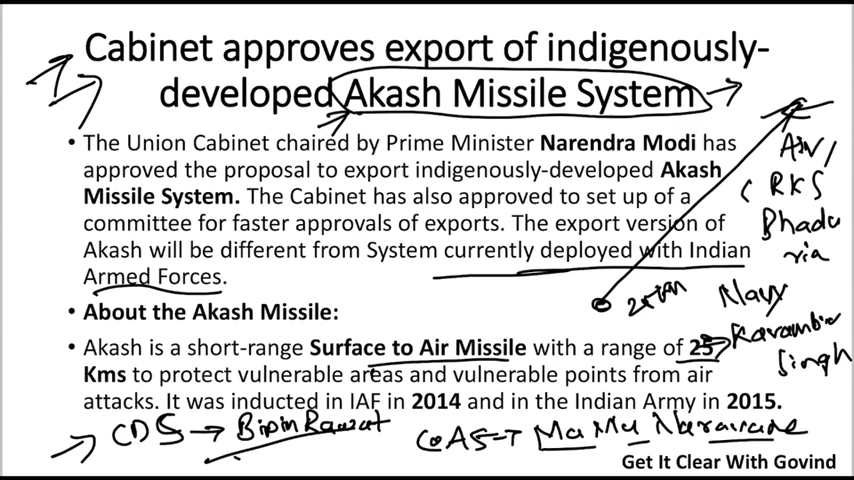 Cabinet approves export of indigenously-
developed Akash Missile System
• The Union Cabinet chaired by Prime Minister Narendra Modi has
approved the proposal to export indigenously-developed Akash
Missile System. The Cabinet has also approved to set up of a
committee for faster approvals of exports. The export version of
Akash will be different from System currently deployed with Indian
Armed Forces.
• About the Akash Missile:
• Akash is a short-range Surface to Air Missile with a range of 25
Kms to protect vulnerable areas and vulnerable points from air
attacks. It was inducted in IAF in 2014 and in the Indian Army in 2015.
RKS
Bhadu
ria
Navy
Karambir
Singh
CDS → Bipin Rawat
COAS → Ma Mu Naravane
Get It Clear With Govind